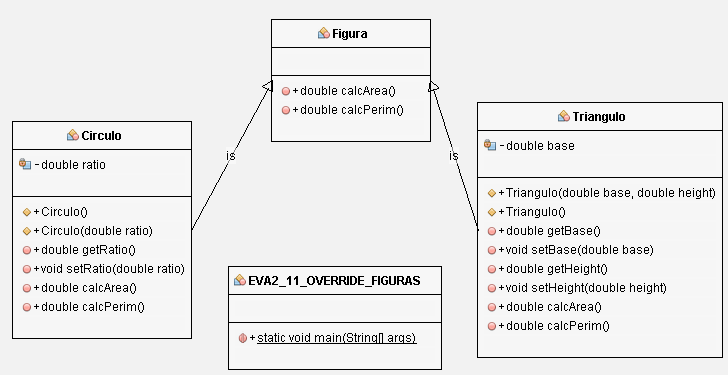 Figura
+ double calcArea()
+ double calcPerim()
Circulo
- double ratio
+ Circulo()
+ Circulo(double ratio)
+ double getRatio()
+ void setRatio(double ratio)
+ double calcArea()
+ double calcPerim()
is
is
Triangulo
- double base
+ Triangulo(double base, double height)
+ Triangulo()
+ double getBase()
+ void setBase(double base)
+ double getHeight()
+ void setHeight(double height)
+ double calcArea()
+ double calcPerim()
EVA2_11_OVERRIDE_FIGURAS
+ static void main(String[] args)